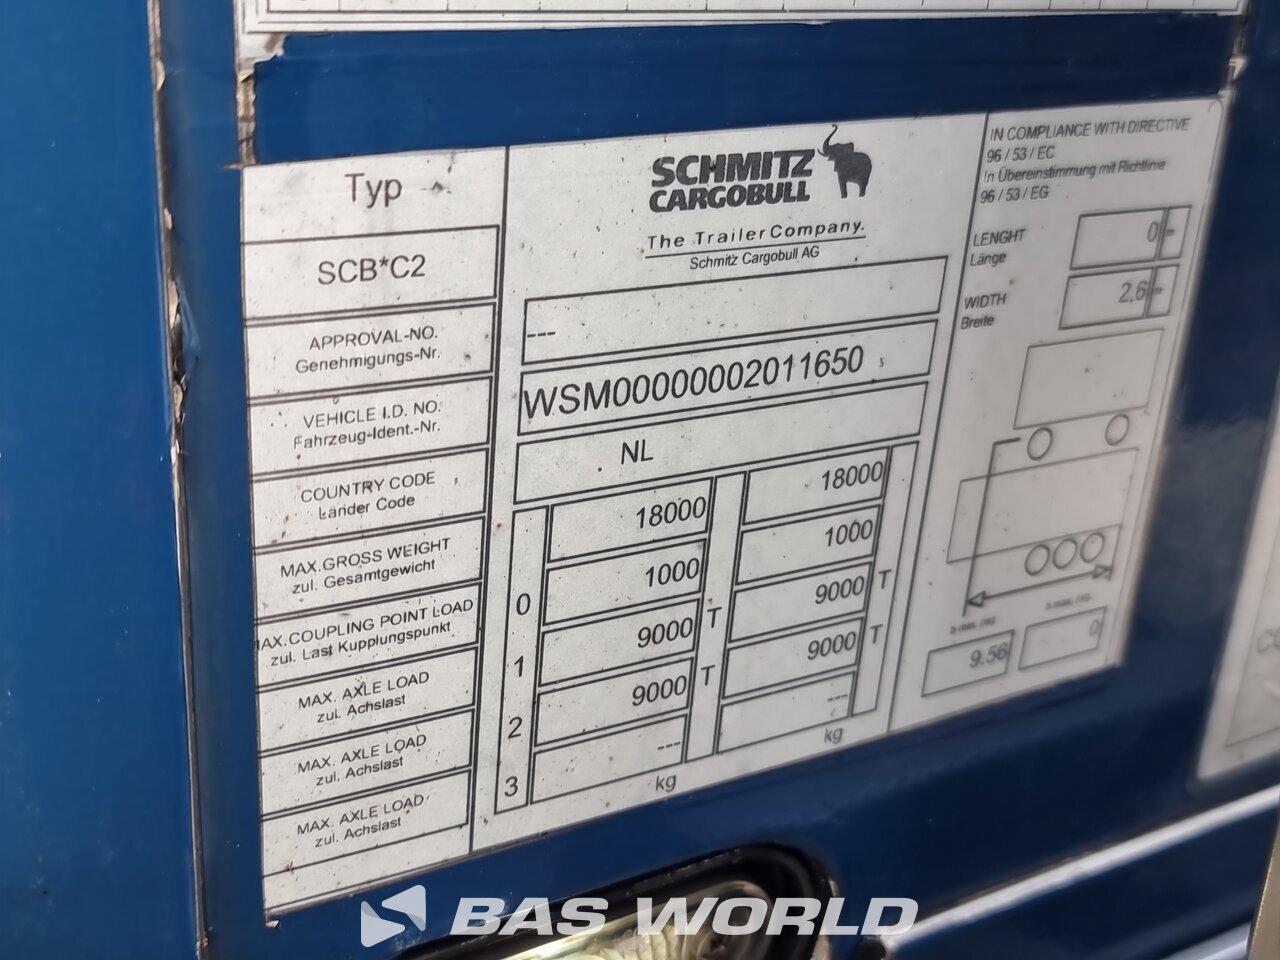 Typ
SCB*C2
APPROVAL-NO.
Genehmigungs-Nr.
VEHICLE I.D. NO.
Fahrzeug-Ident.-Nr.
COUNTRY CODE
Länder Code
MAX.GROSS WEIGHT
zul. Gesamtgewicht
MAX.COUPLING POINT LOAD
zul. Last Kupplungspunkt
MAX. AXLE LOAD
zul. Achslast
MAX. AXLE LOAD
zul. Achslast
MAX. AXLE LOAD
zul. Achslast
SCHMITZ
CARGOBULL
The Trailer Company.
Schmitz Cargobull AG
---
WSM00000002011650
NL
18000 18000
0 1000 1000
1 9000 T 9000 T
2 9000 T 9000 T
3 --- ---
kg kg
IN COMPLIANCE WITH DIRECTIVE
96 / 53 / EC
In Übereinstimmung mit Richtlinie
96 / 53 / EG
LENGHT 0
Länge
WIDTH 2,6
Breite
b max. (m) b max. (m)
9.56 0
BAS WORLD